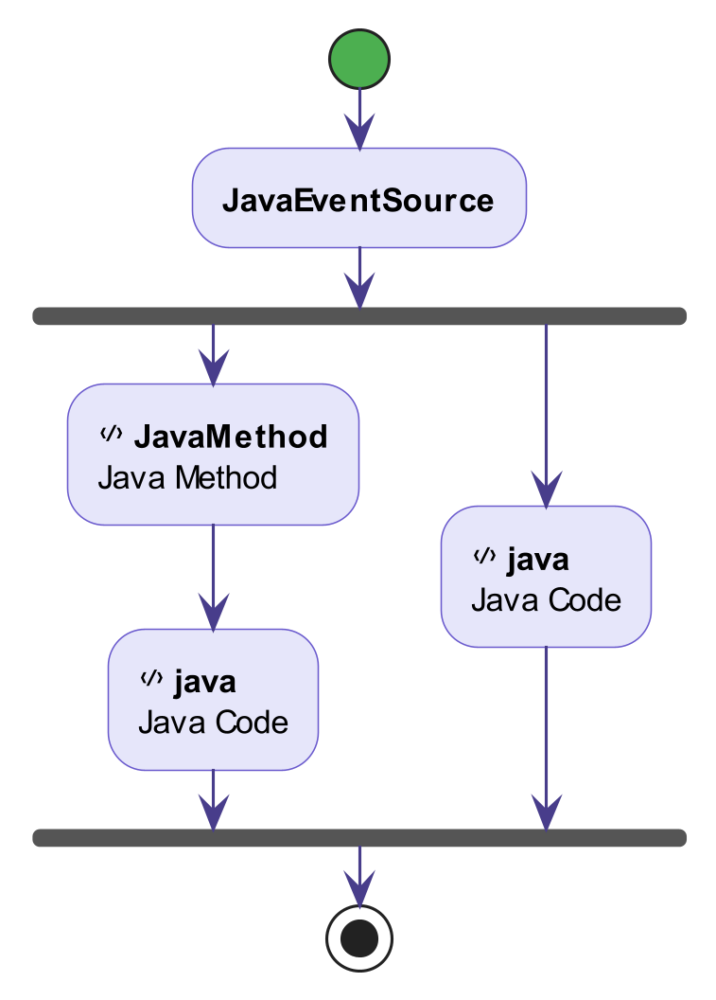 JavaEventSource
</> JavaMethod
Java Method
</> java
Java Code
</> java
Java Code